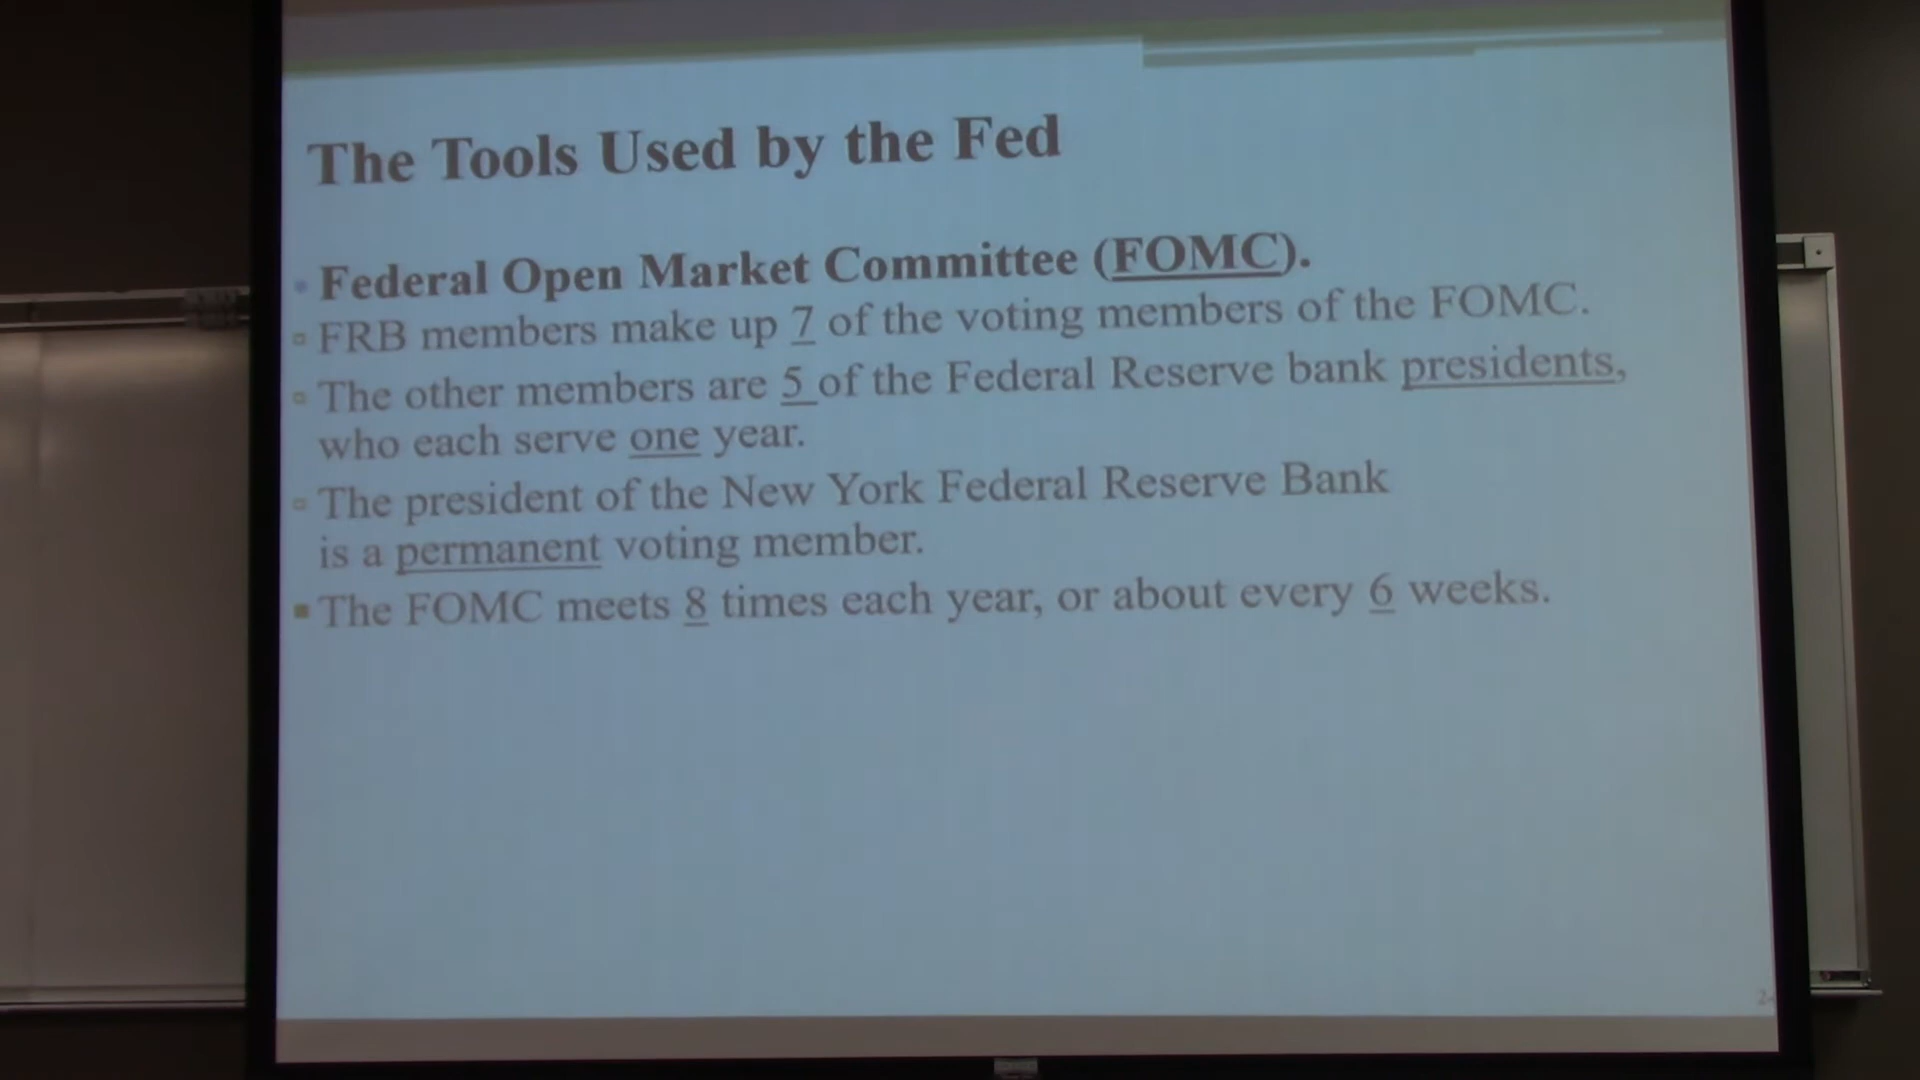 The Tools Used by the Fed
Federal Open Market Committee (FOMC).
FRB members make up 7 of the voting members of the FOMC.
The other members are 5 of the Federal Reserve bank presidents,
who each serve one year.
The president of the New York Federal Reserve Bank
is a permanent voting member.
The FOMC meets 8 times each year, or about every 6 weeks.